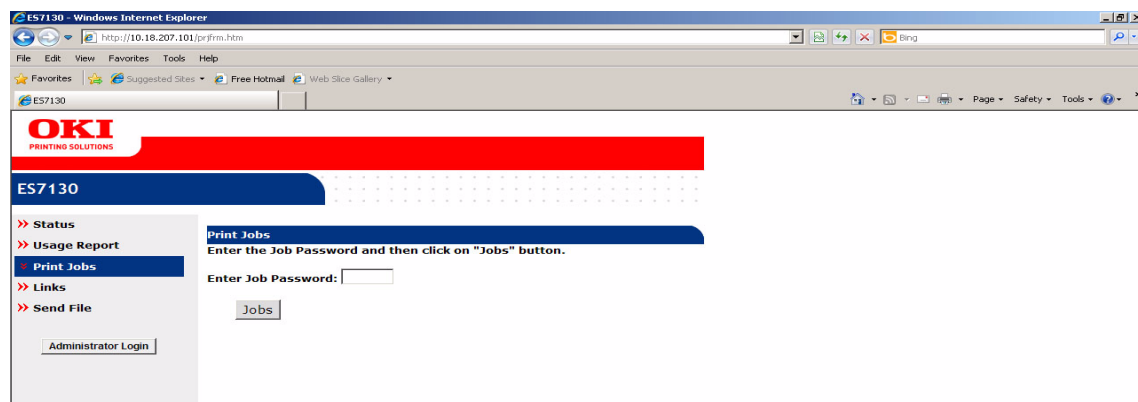 ES7130 - Windows Internet Explorer
http://10.18.207.101/prjfrm.htm
Bing
File Edit View Favorites Tools Help
Favorites Suggested Sites Free Hotmail Web Slice Gallery
ES7130
Page Safety Tools
OKI
PRINTING SOLUTIONS
ES7130
Status
Usage Report
Print Jobs
Links
Send File
Administrator Login
Print Jobs
Enter the Job Password and then click on "Jobs" button.
Enter Job Password:
Jobs